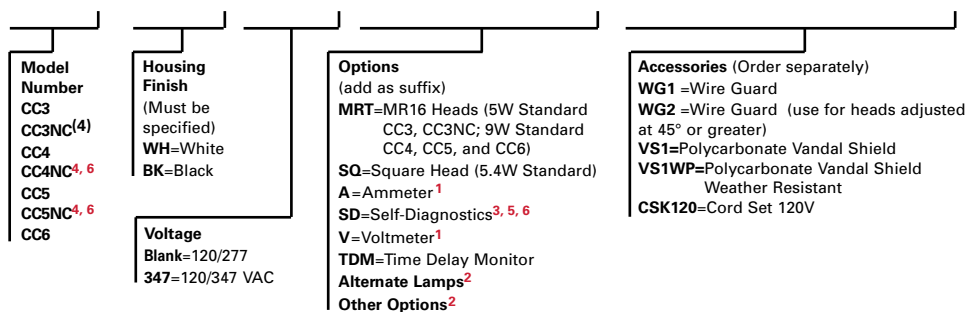 Model
Number
CC3
CC3NC(4)
CC4
CC4NC4, 6
CC5
CC5NC4, 6
CC6
Housing
Finish
(Must be
specified)
WH=White
BK=Black
Voltage
Blank=120/277
347=120/347 VAC
Options
(add as suffix)
MRT=MR16 Heads (5W Standard
CC3, CC3NC; 9W Standard
CC4, CC5, and CC6)
SQ=Square Head (5.4W Standard)
A=Ammeter1
SD=Self-Diagnostics3, 5, 6
V=Voltmeter1
TDM=Time Delay Monitor
Alternate Lamps2
Other Options2
Accessories (Order separately)
WG1 =Wire Guard
WG2 =Wire Guard (use for heads adjusted
at 45° or greater)
VS1=Polycarbonate Vandal Shield
VS1WP=Polycarbonate Vandal Shield
Weather Resistant
CSK120=Cord Set 120V